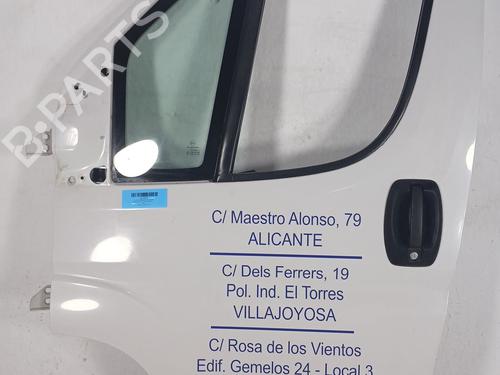 B-PARTS
C/ Maestro Alonso, 79
ALICANTE
C/ Dels Ferrers, 19
Pol. Ind. El Torres
VILLAJOYOSA
C/ Rosa de los Vientos
Edif. Gemelos 24 - Local 3